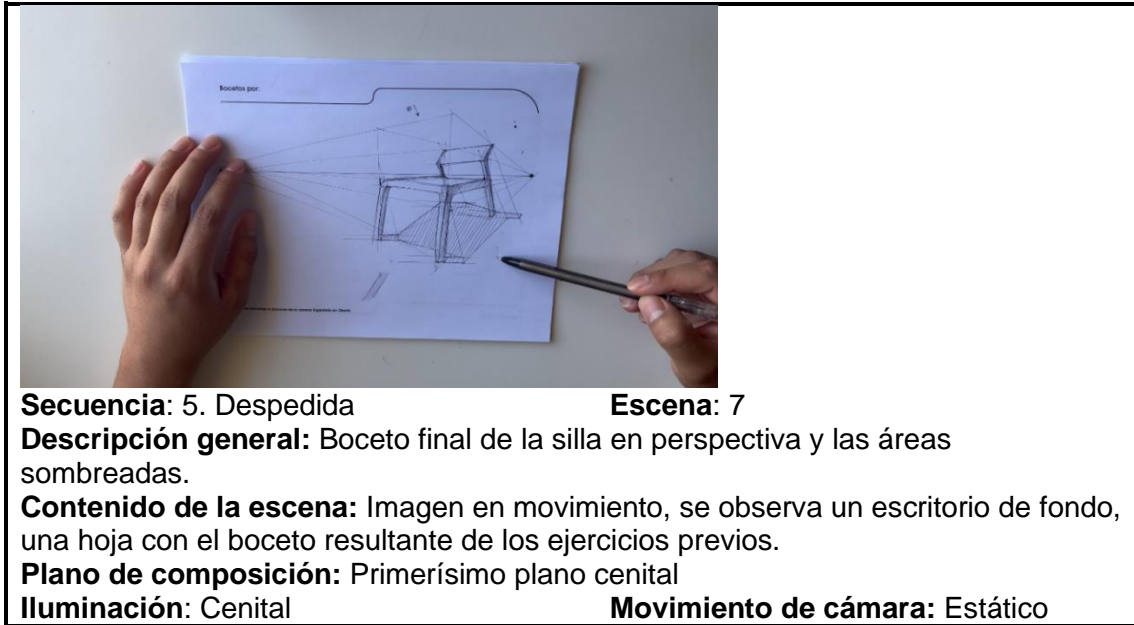 Bocetos por:
Secuencia: 5. Despedida Escena: 7
Descripción general: Boceto final de la silla en perspectiva y las áreas
sombreadas.
Contenido de la escena: Imagen en movimiento, se observa un escritorio de fondo,
una hoja con el boceto resultante de los ejercicios previos.
Plano de composición: Primerísimo plano cenital
Iluminación: Cenital Movimiento de cámara: Estático